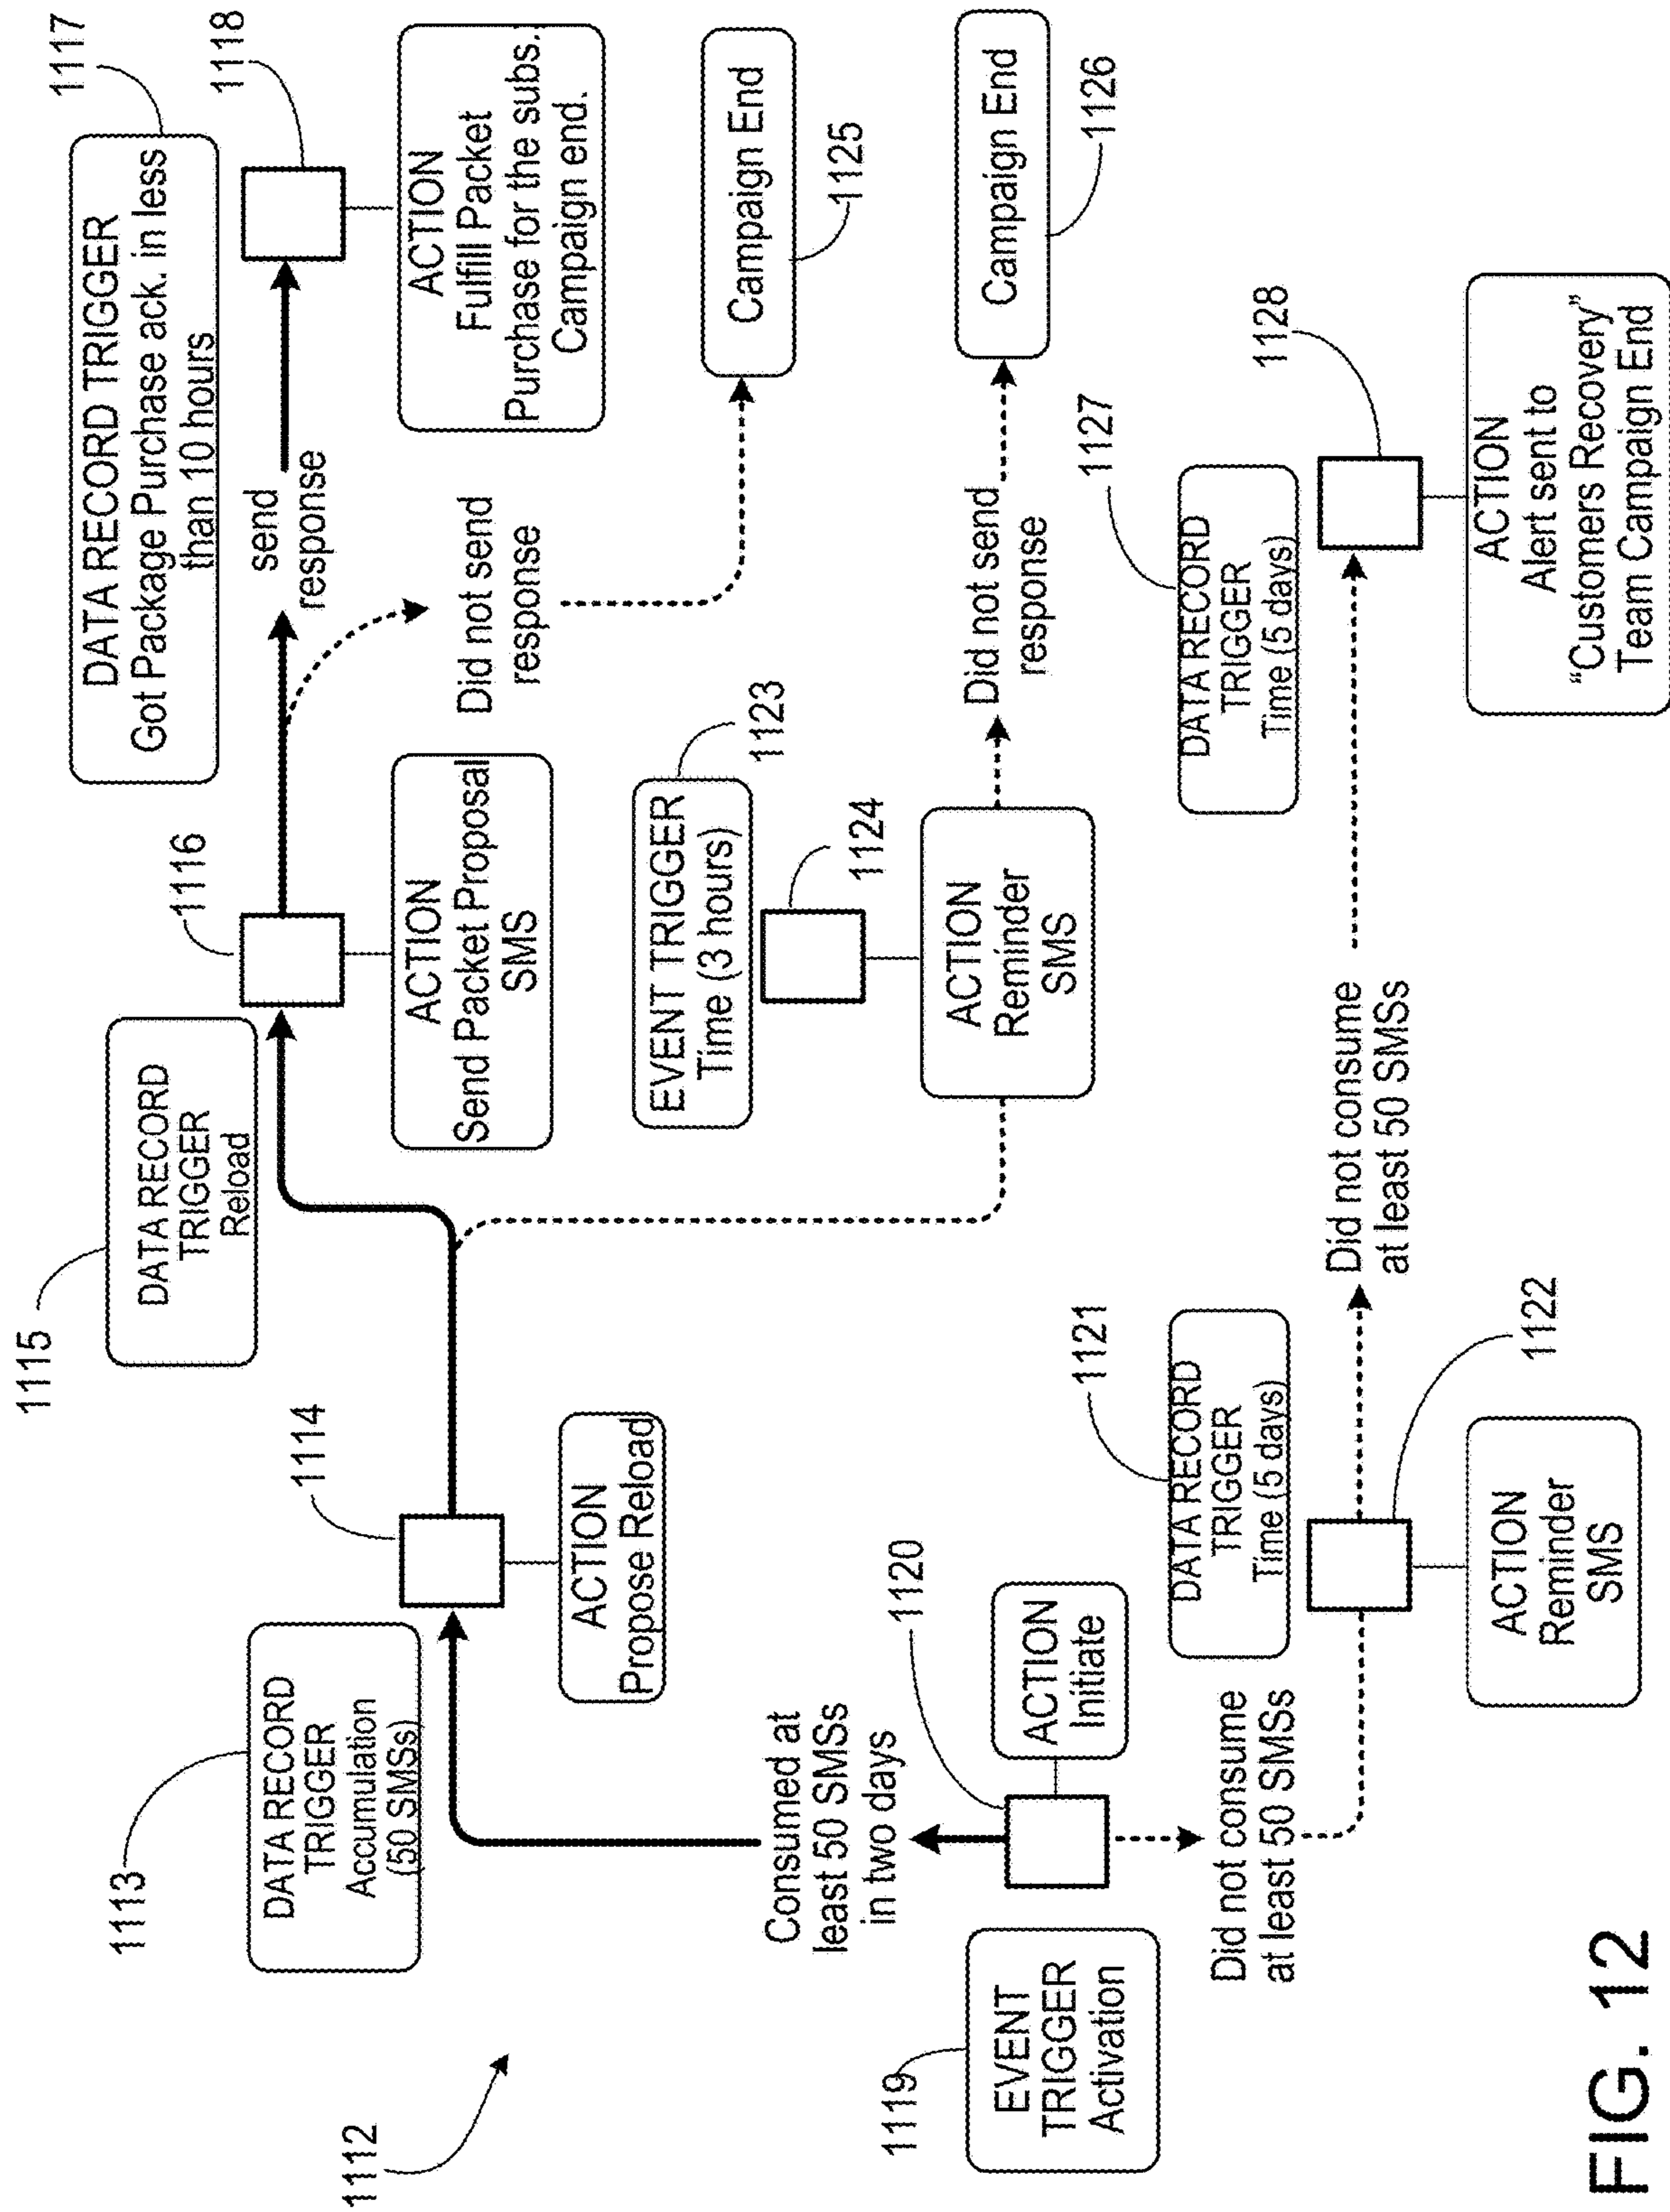 1112
1113
DATA RECORD
TRIGGER
Accumulation
(50 SMSs)
1114
ACTION
Propose Reload
1115
DATA RECORD
TRIGGER
Reload
1116
ACTION
Send Packet Proposal
SMS
1117
DATA RECORD TRIGGER
Got Package Purchase ack. in less
than 10 hours
send
response
1118
ACTION
Fulfill Packet
Purchase for the subs.
Campaign end.
Did not send
response
Campaign End
1125
EVENT TRIGGER
Time (3 hours)
1123
1124
ACTION
Reminder
SMS
Did not send
response
Campaign End
1126
Consumed at
least 50 SMSs
in two days
1120
ACTION
Initiate
1119
EVENT
TRIGGER
Activation
Did not consume
at least 50 SMSs
1121
DATA RECORD
TRIGGER
Time (5 days)
1122
ACTION
Reminder
SMS
Did not consume
at least 50 SMSs
1127
DATA RECORD
TRIGGER
Time (5 days)
1128
ACTION
Alert sent to
“Customers Recovery”
Team Campaign End
FIG. 12